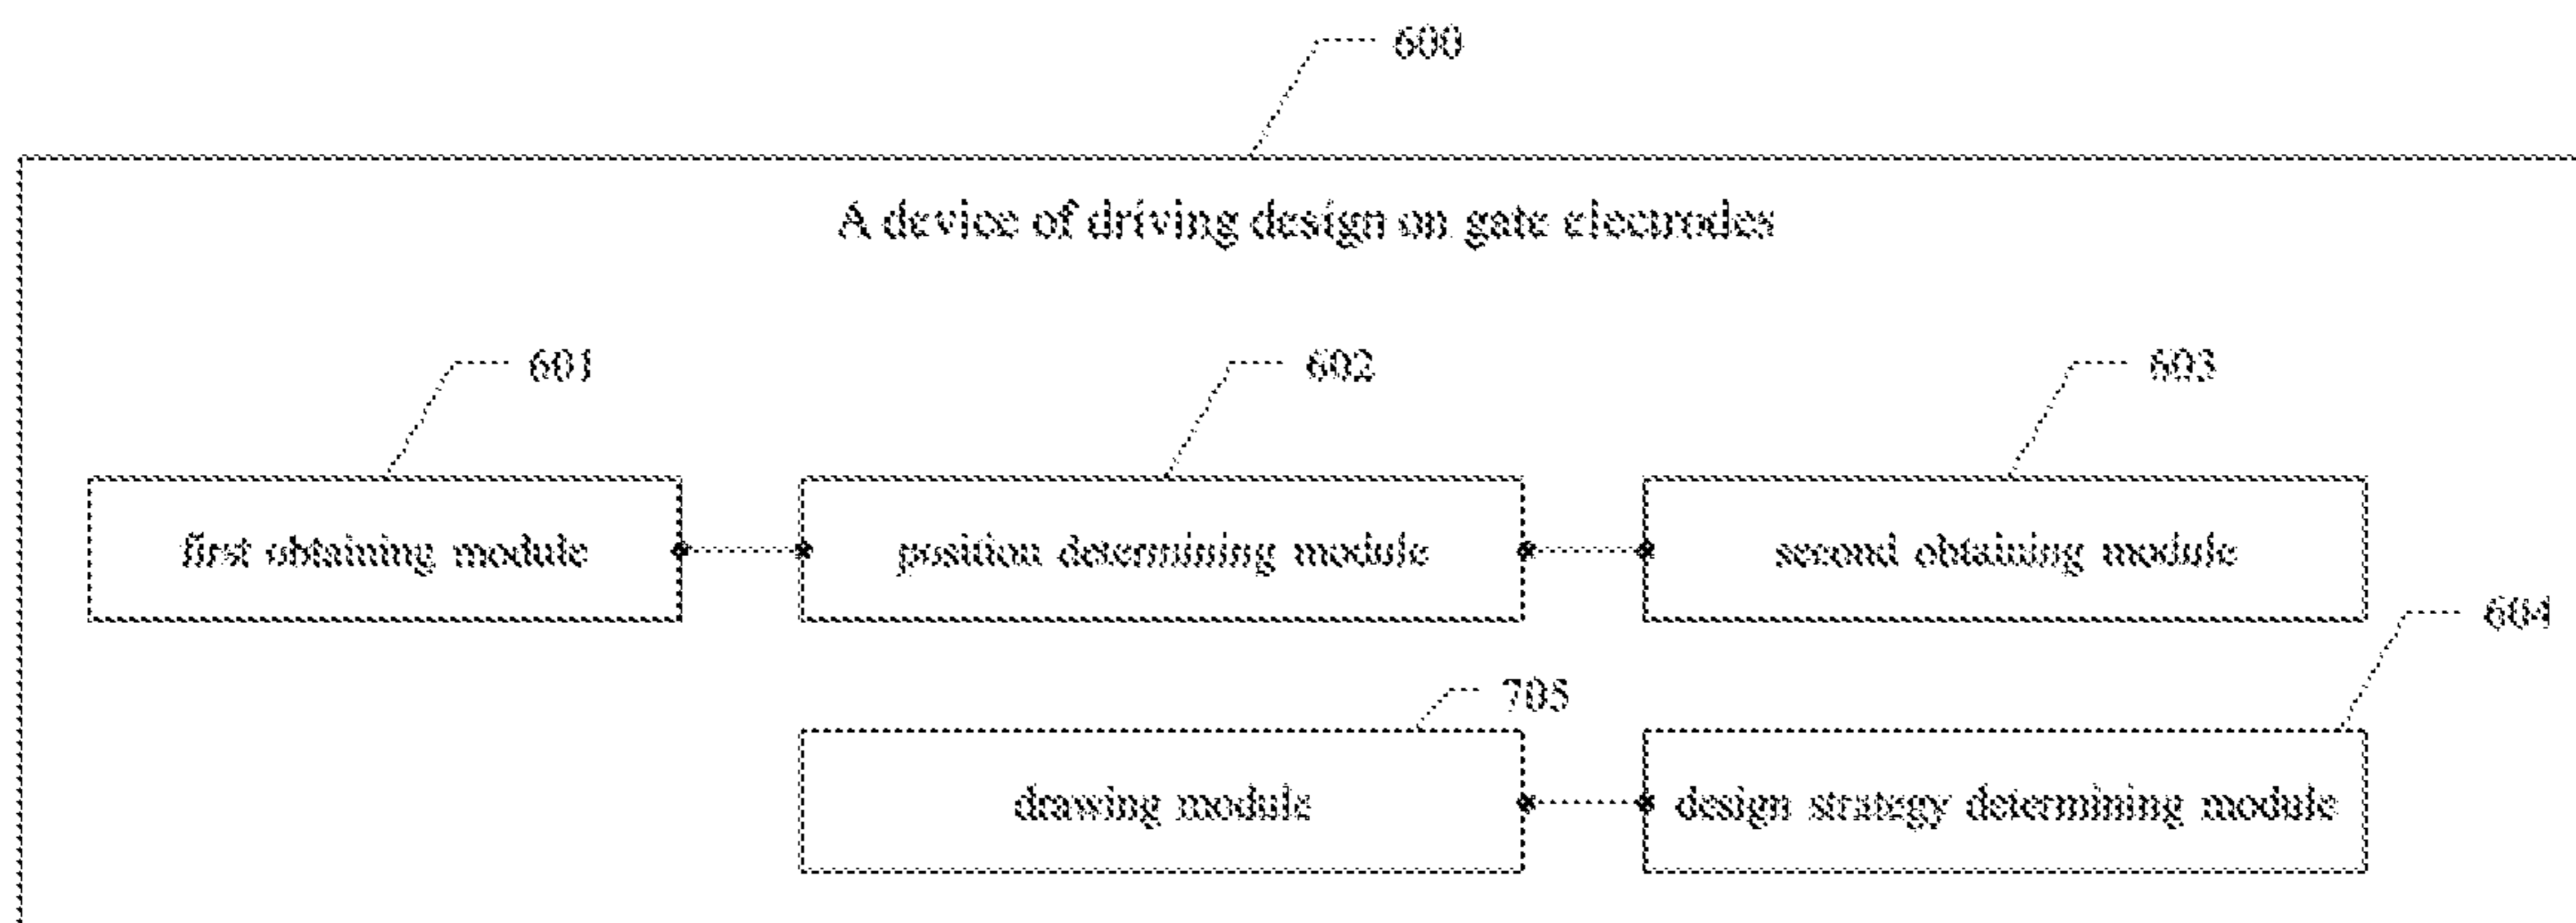 600
A device of driving design on gate electrodes
601
602
603
first obtaining module
position determining module
second obtaining module
604
705
drawing module
design strategy determining module